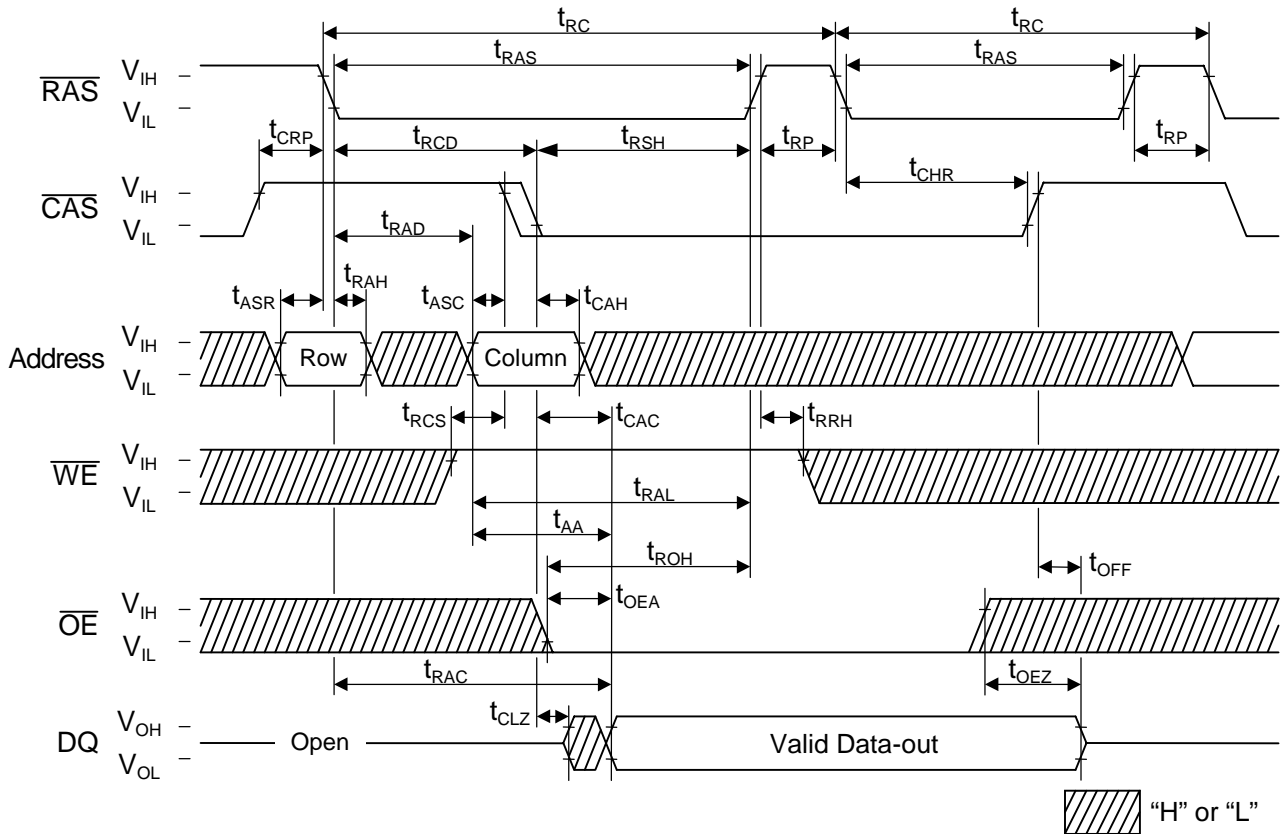 tRC tRC
tRAS tRAS
RAS VIH
VIL
tCRP tRCD tRSH tRP tRP
CAS VIH
VIL
tCHR
tRAD
tRAH
tASR tASC tCAH
Address VIH
VIL
Row Column
tRCS tCAC tRRH
WE VIH
VIL
tRAL
tAA
tROH
tOFF
tOEA
OE VIH
VIL
tRAC tOEZ
tCLZ
DQ VOH
VOL
Open Valid Data-out
“H” or “L”